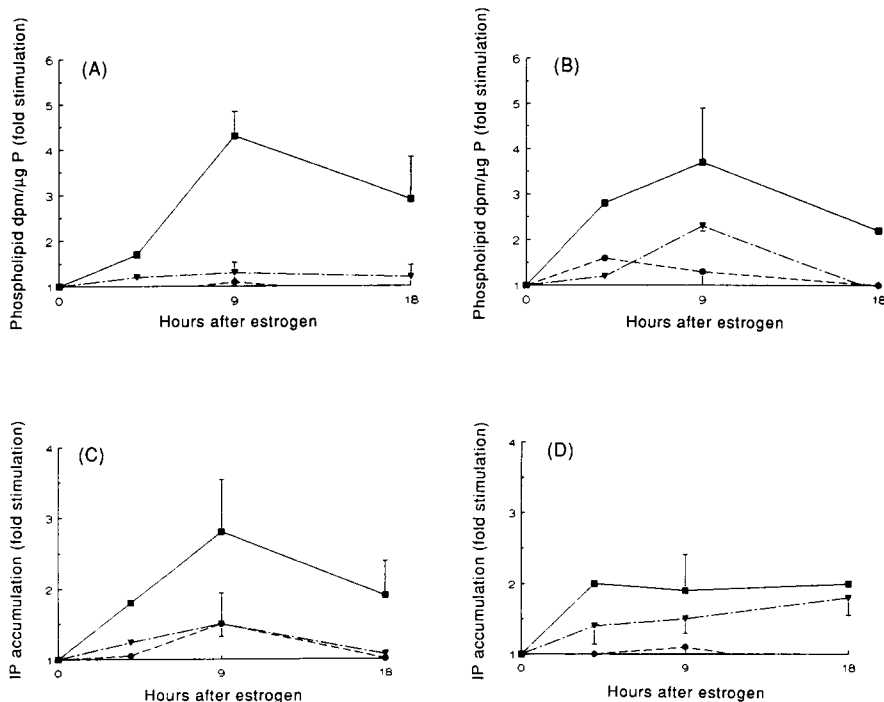 (A)
Phospholipid dpm/µg P (fold stimulation)
6
5
4
3
2
1
0
9
18
Hours after estrogen
(B)
Phospholipid dpm/µg P (fold stimulation)
6
5
4
3
2
1
0
9
18
Hours after estrogen
(C)
IP accumulation (fold stimulation)
4
3
2
1
0
9
18
Hours after estrogen
(D)
IP accumulation (fold stimulation)
4
3
2
1
0
9
18
Hours after estrogen